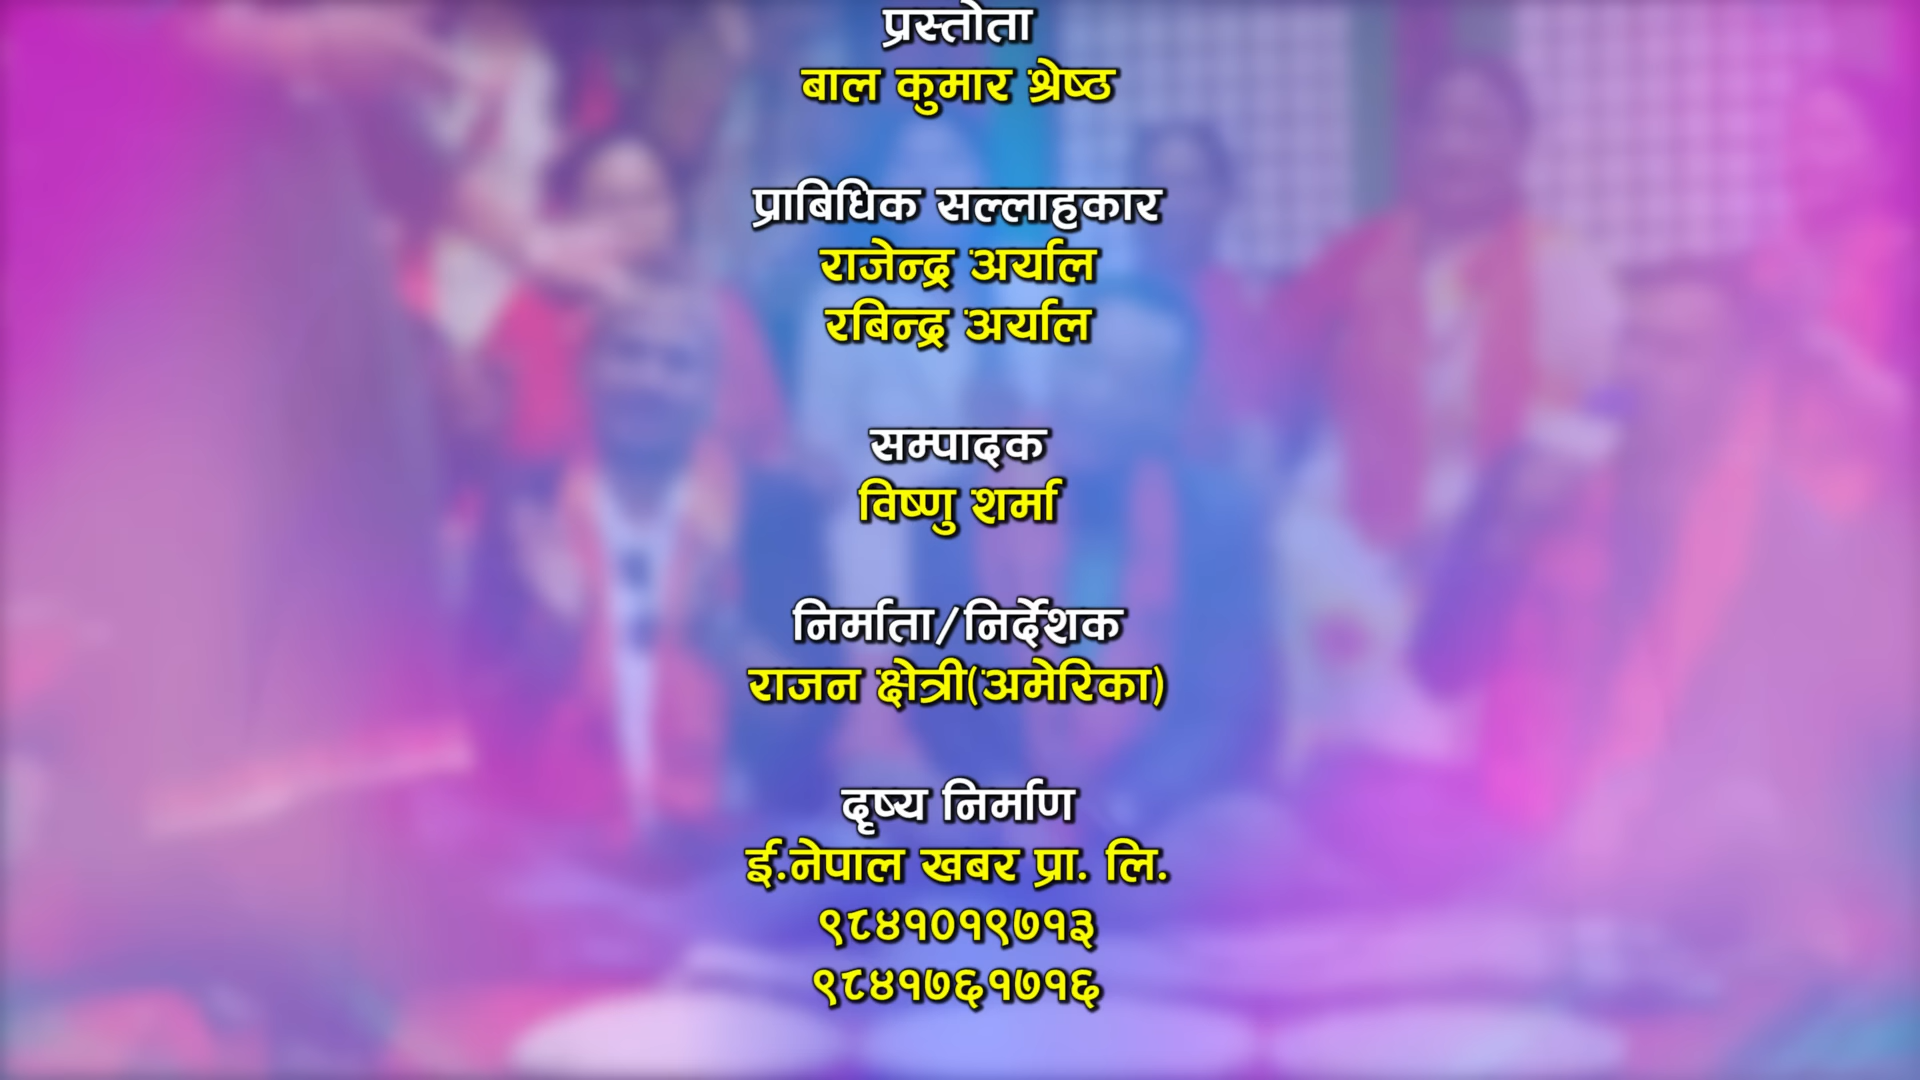 प्रस्तोता
बाल कुमार श्रेष्ठ
प्राबिधिक सल्लाहकार
राजेन्द्र अर्याल
रबिन्द्र अर्याल
सम्पादक
विष्णु शर्मा
निर्माता/निर्देशक
राजन क्षेत्री(अमेरिका)
दृष्य निर्माण
ई.नेपाल खबर प्रा. लि.
९८४१०१९७१३
९८४१७६१७१६